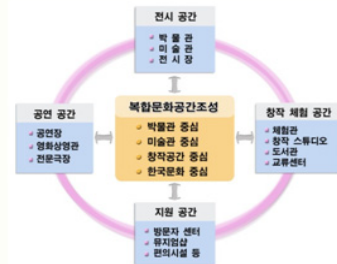 전시 공간
박 물 관
미 술 관
전 시 장
공연 공간
공연장
영화상영관
전문극장
복합문화공간조성
박물관 중심
미술관 중심
창작공간 중심
한국문화 중심
창작 체험 공간
체험관
창작 스튜디오
도서관
교류센터
지원 공간
방문자 센터
뮤지엄샵
편의시설 등